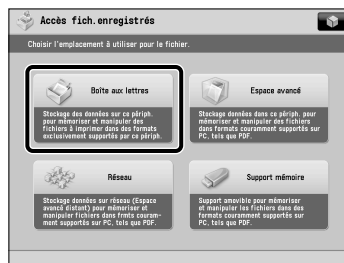 Accès fich.enregistrés
Choisir l'emplacement à utiliser pour le fichier.
Boîte aux lettres
Stockage des données sur ce périph.
pour mémoriser et manipuler des
fichiers à imprimer dans des formats
exclusivement supportés par ce périph.
Espace avancé
Stockage données dans ce périph. pour
mémoriser et manipuler des fichiers
dans formats couramment supportés sur
PC, tels que PDF.
Réseau
Stockage données sur réseau (Espace
avancé distant) pour mémoriser et
manipuler fichiers dans frmts couram-
ment supportés sur PC, tels que PDF.
Support mémoire
Support amovible pour mémoriser
et manipuler les fichiers dans des
formats couramment supportés sur
PC, tels que PDF.